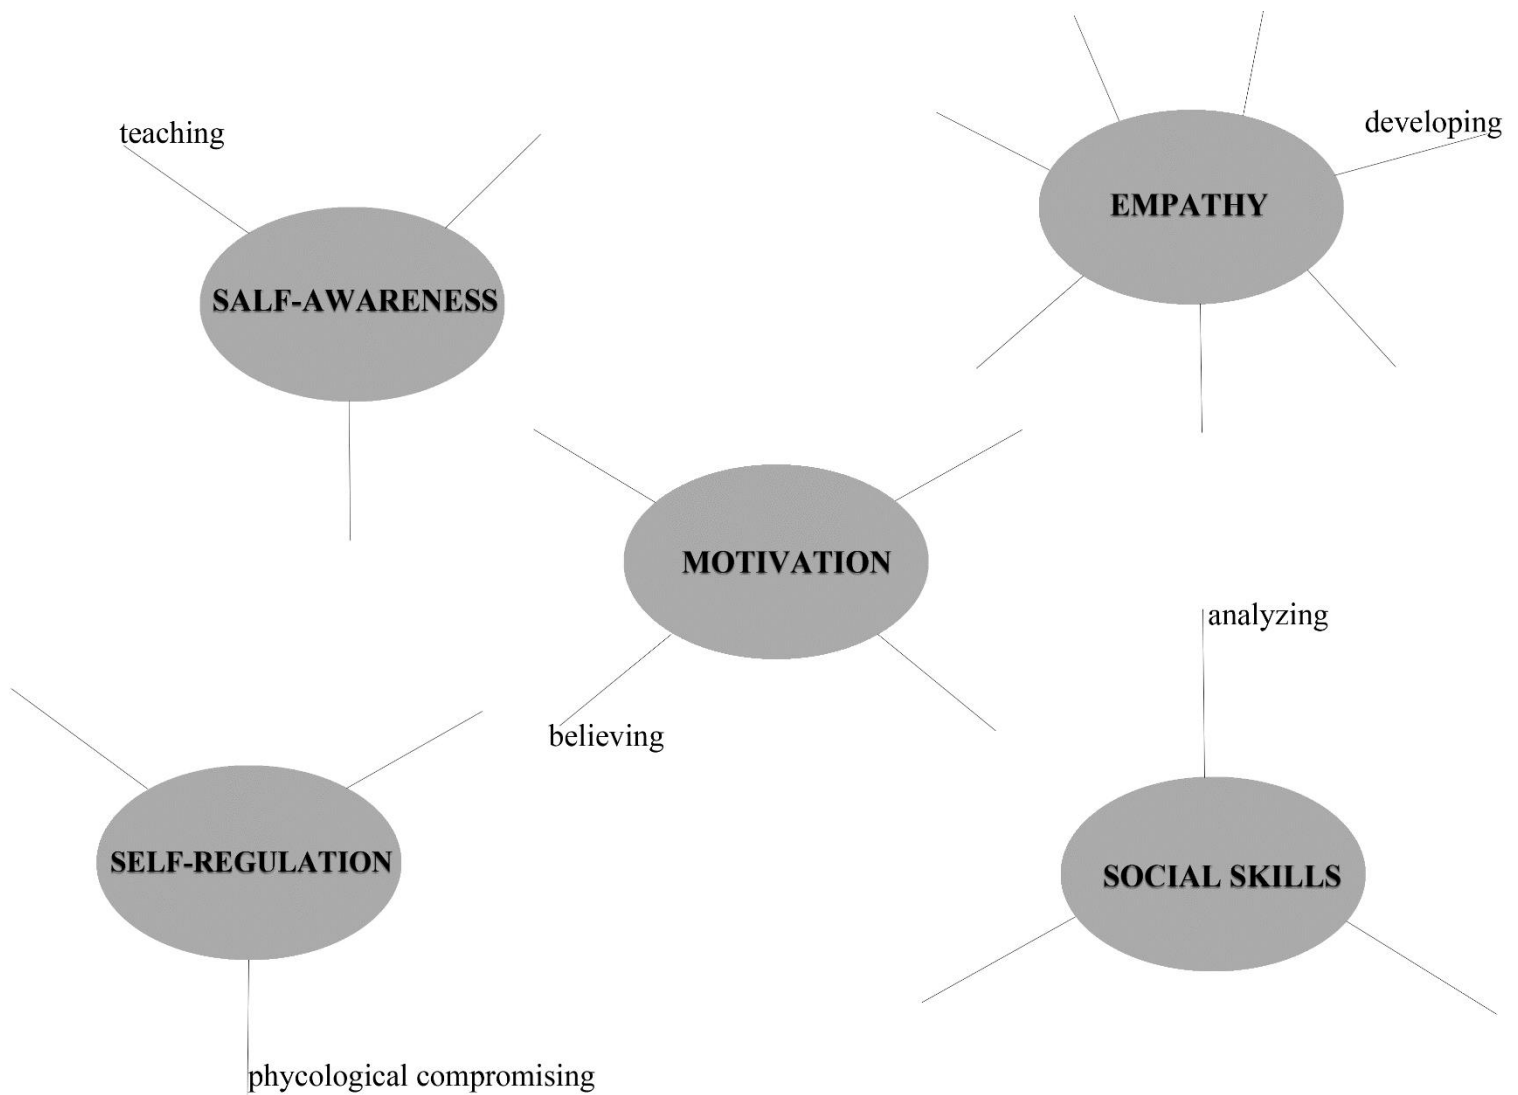 teaching
developing
EMPATHY
SALF-AWARENESS
MOTIVATION
analyzing
believing
SELF-REGULATION
SOCIAL SKILLS
phycological compromising